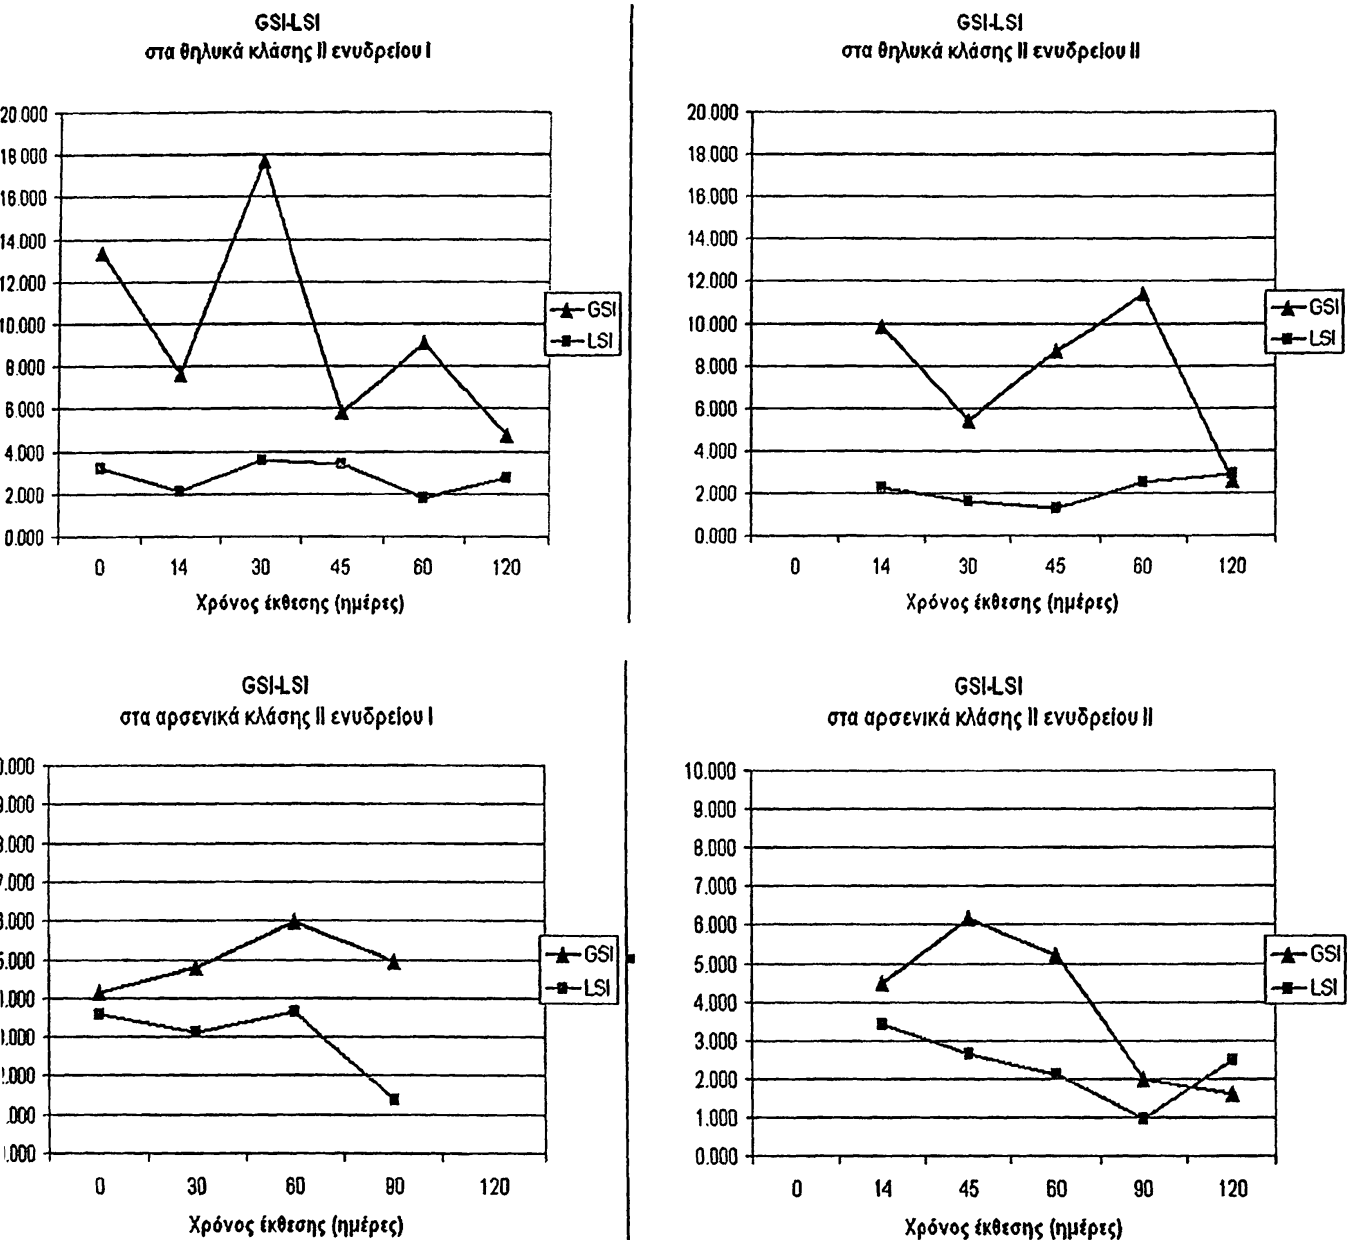 GSI-LSI
στα θηλυκά κλάσης II ενυδρείου I
20.000
18.000
16.000
14.000
12.000
10.000
8.000
6.000
4.000
2.000
0.000
0 14 30 45 60 120
Χρόνος έκθεσης (ημέρες)
GSI
LSI
GSI-LSI
στα θηλυκά κλάσης II ενυδρείου II
20.000
18.000
16.000
14.000
12.000
10.000
8.000
6.000
4.000
2.000
0.000
0 14 30 45 60 120
Χρόνος έκθεσης (ημέρες)
GSI
LSI
GSI-LSI
στα αρσενικά κλάσης II ενυδρείου I
0 30 60 90 120
Χρόνος έκθεσης (ημέρες)
GSI
LSI
GSI-LSI
στα αρσενικά κλάσης II ενυδρείου II
10.000
9.000
8.000
7.000
6.000
5.000
4.000
3.000
2.000
1.000
0.000
0 14 45 60 90 120
Χρόνος έκθεσης (ημέρες)
GSI
LSI